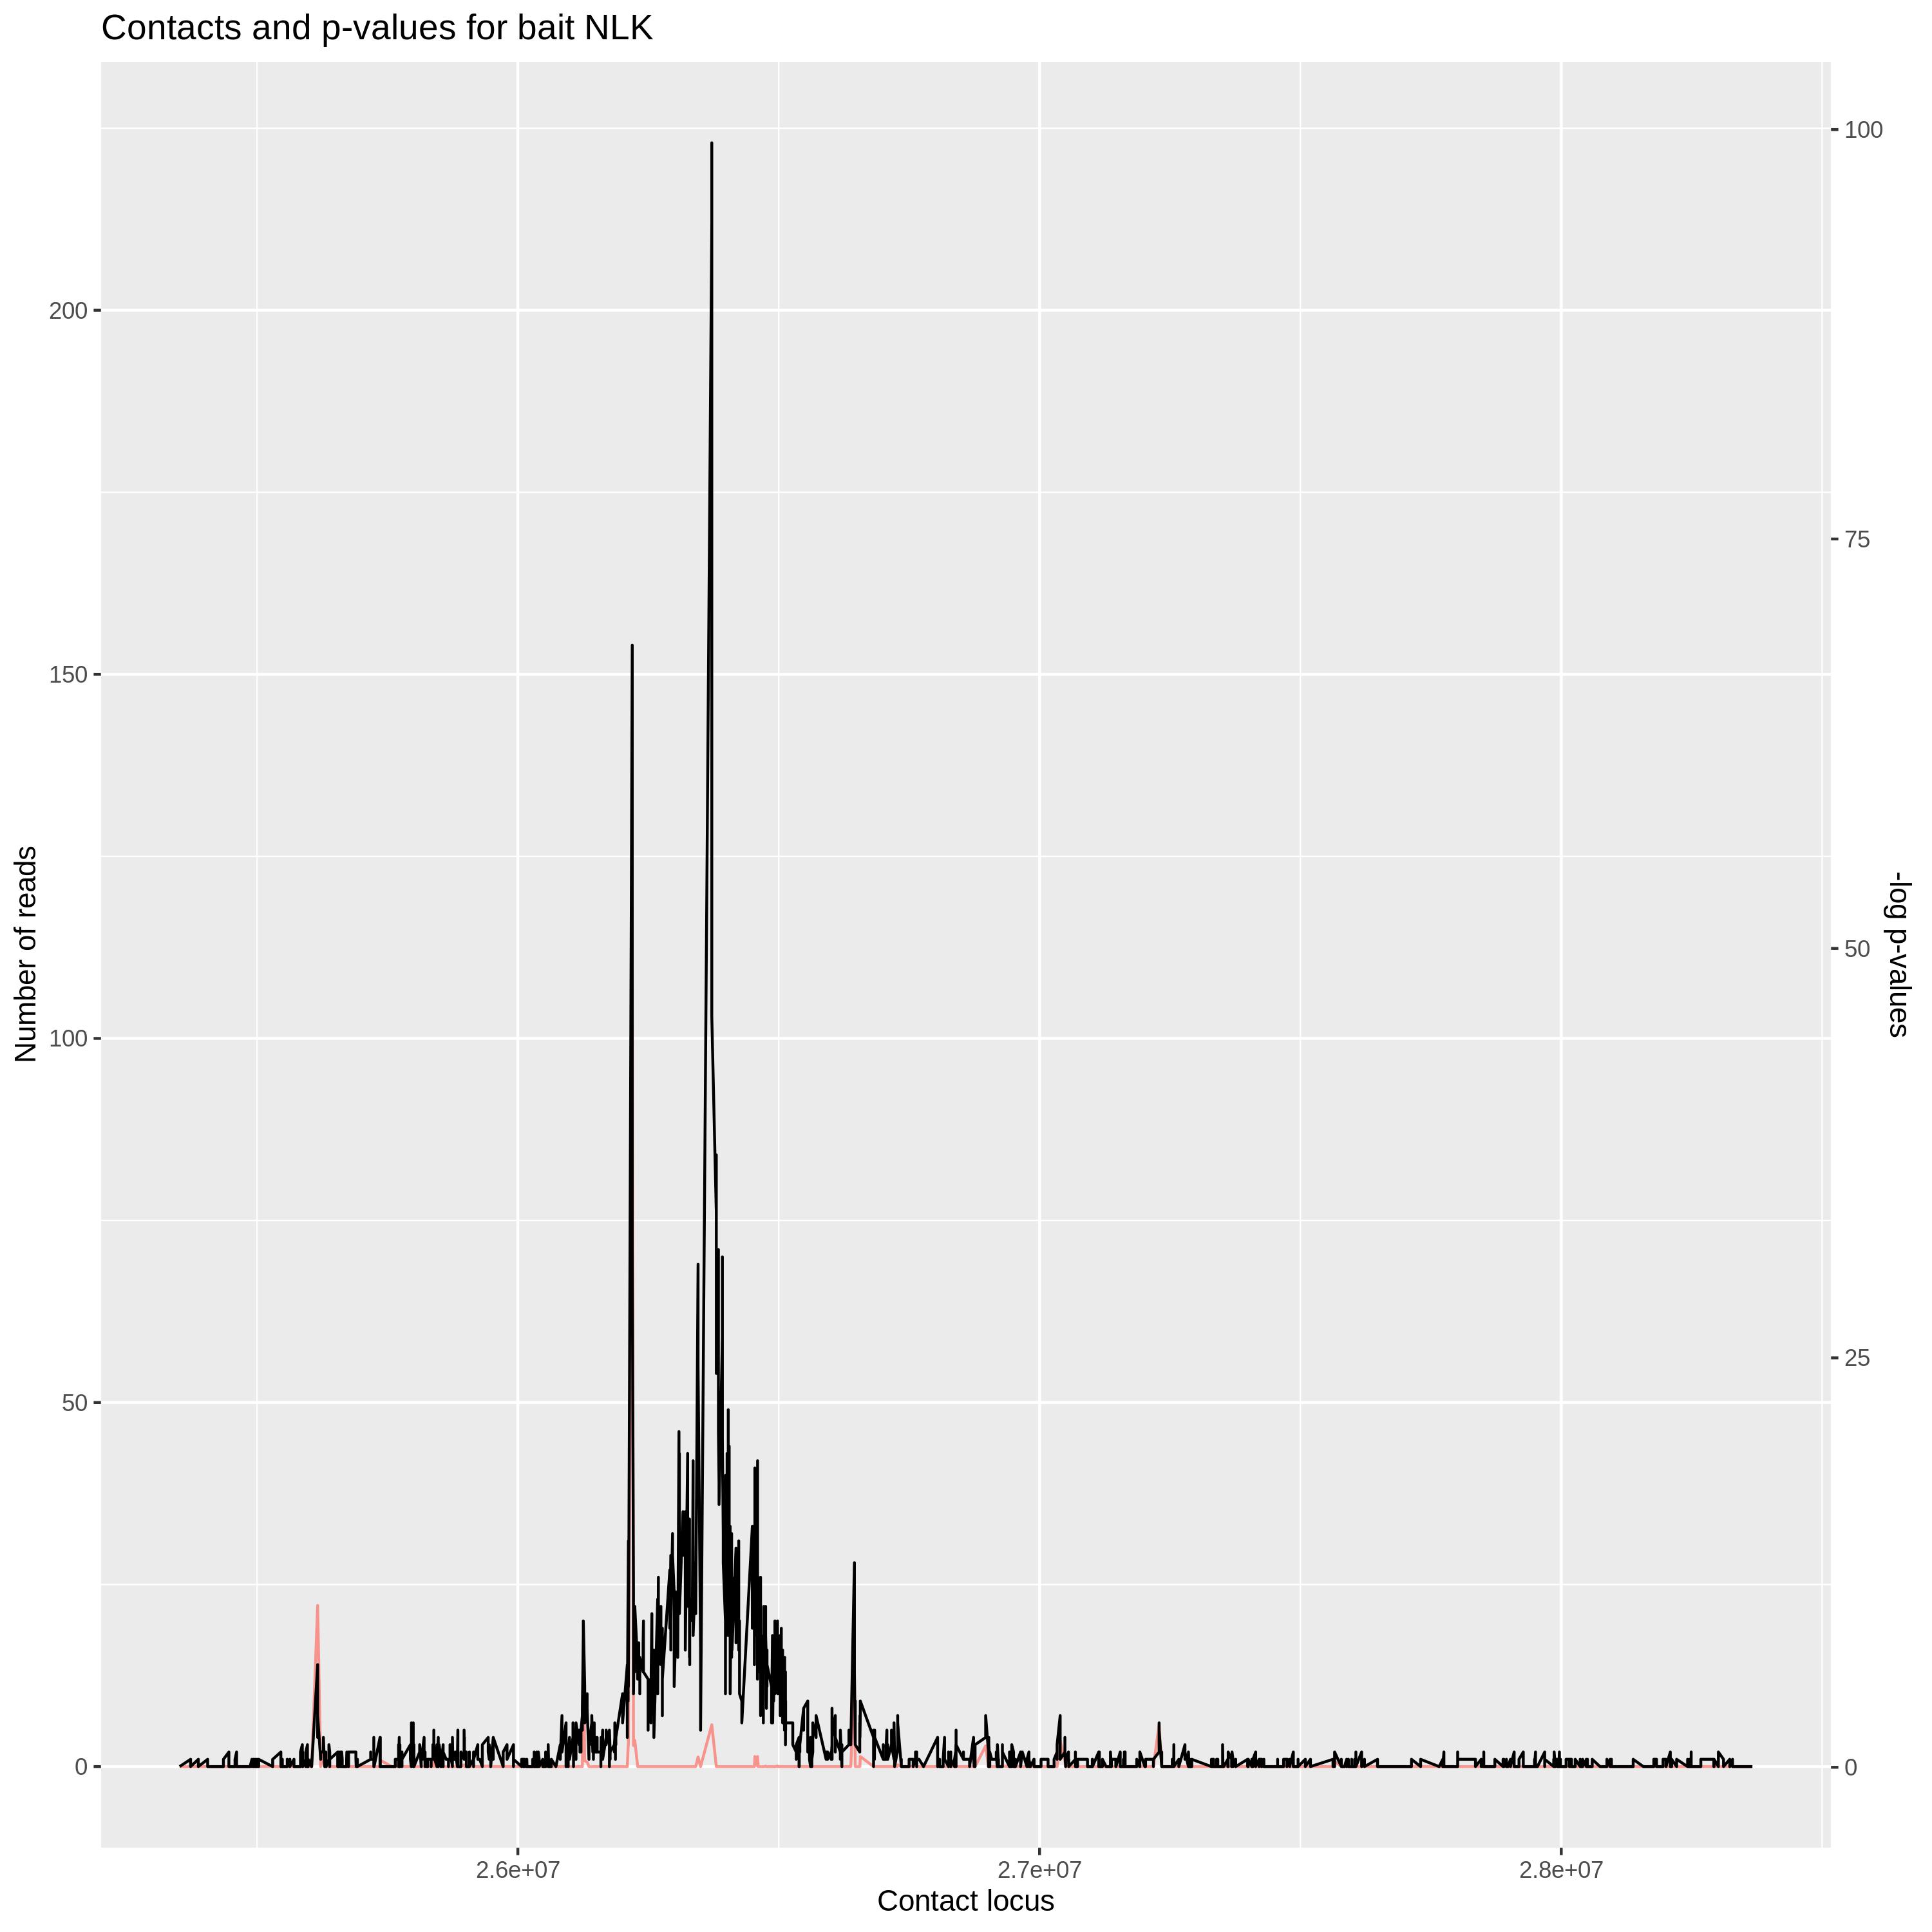 Contacts and p-values for bait NLK
Number of reads
200
150
100
50
0
100
75
50
25
0
-log p-values
2.6e+07
2.7e+07
2.8e+07
Contact locus